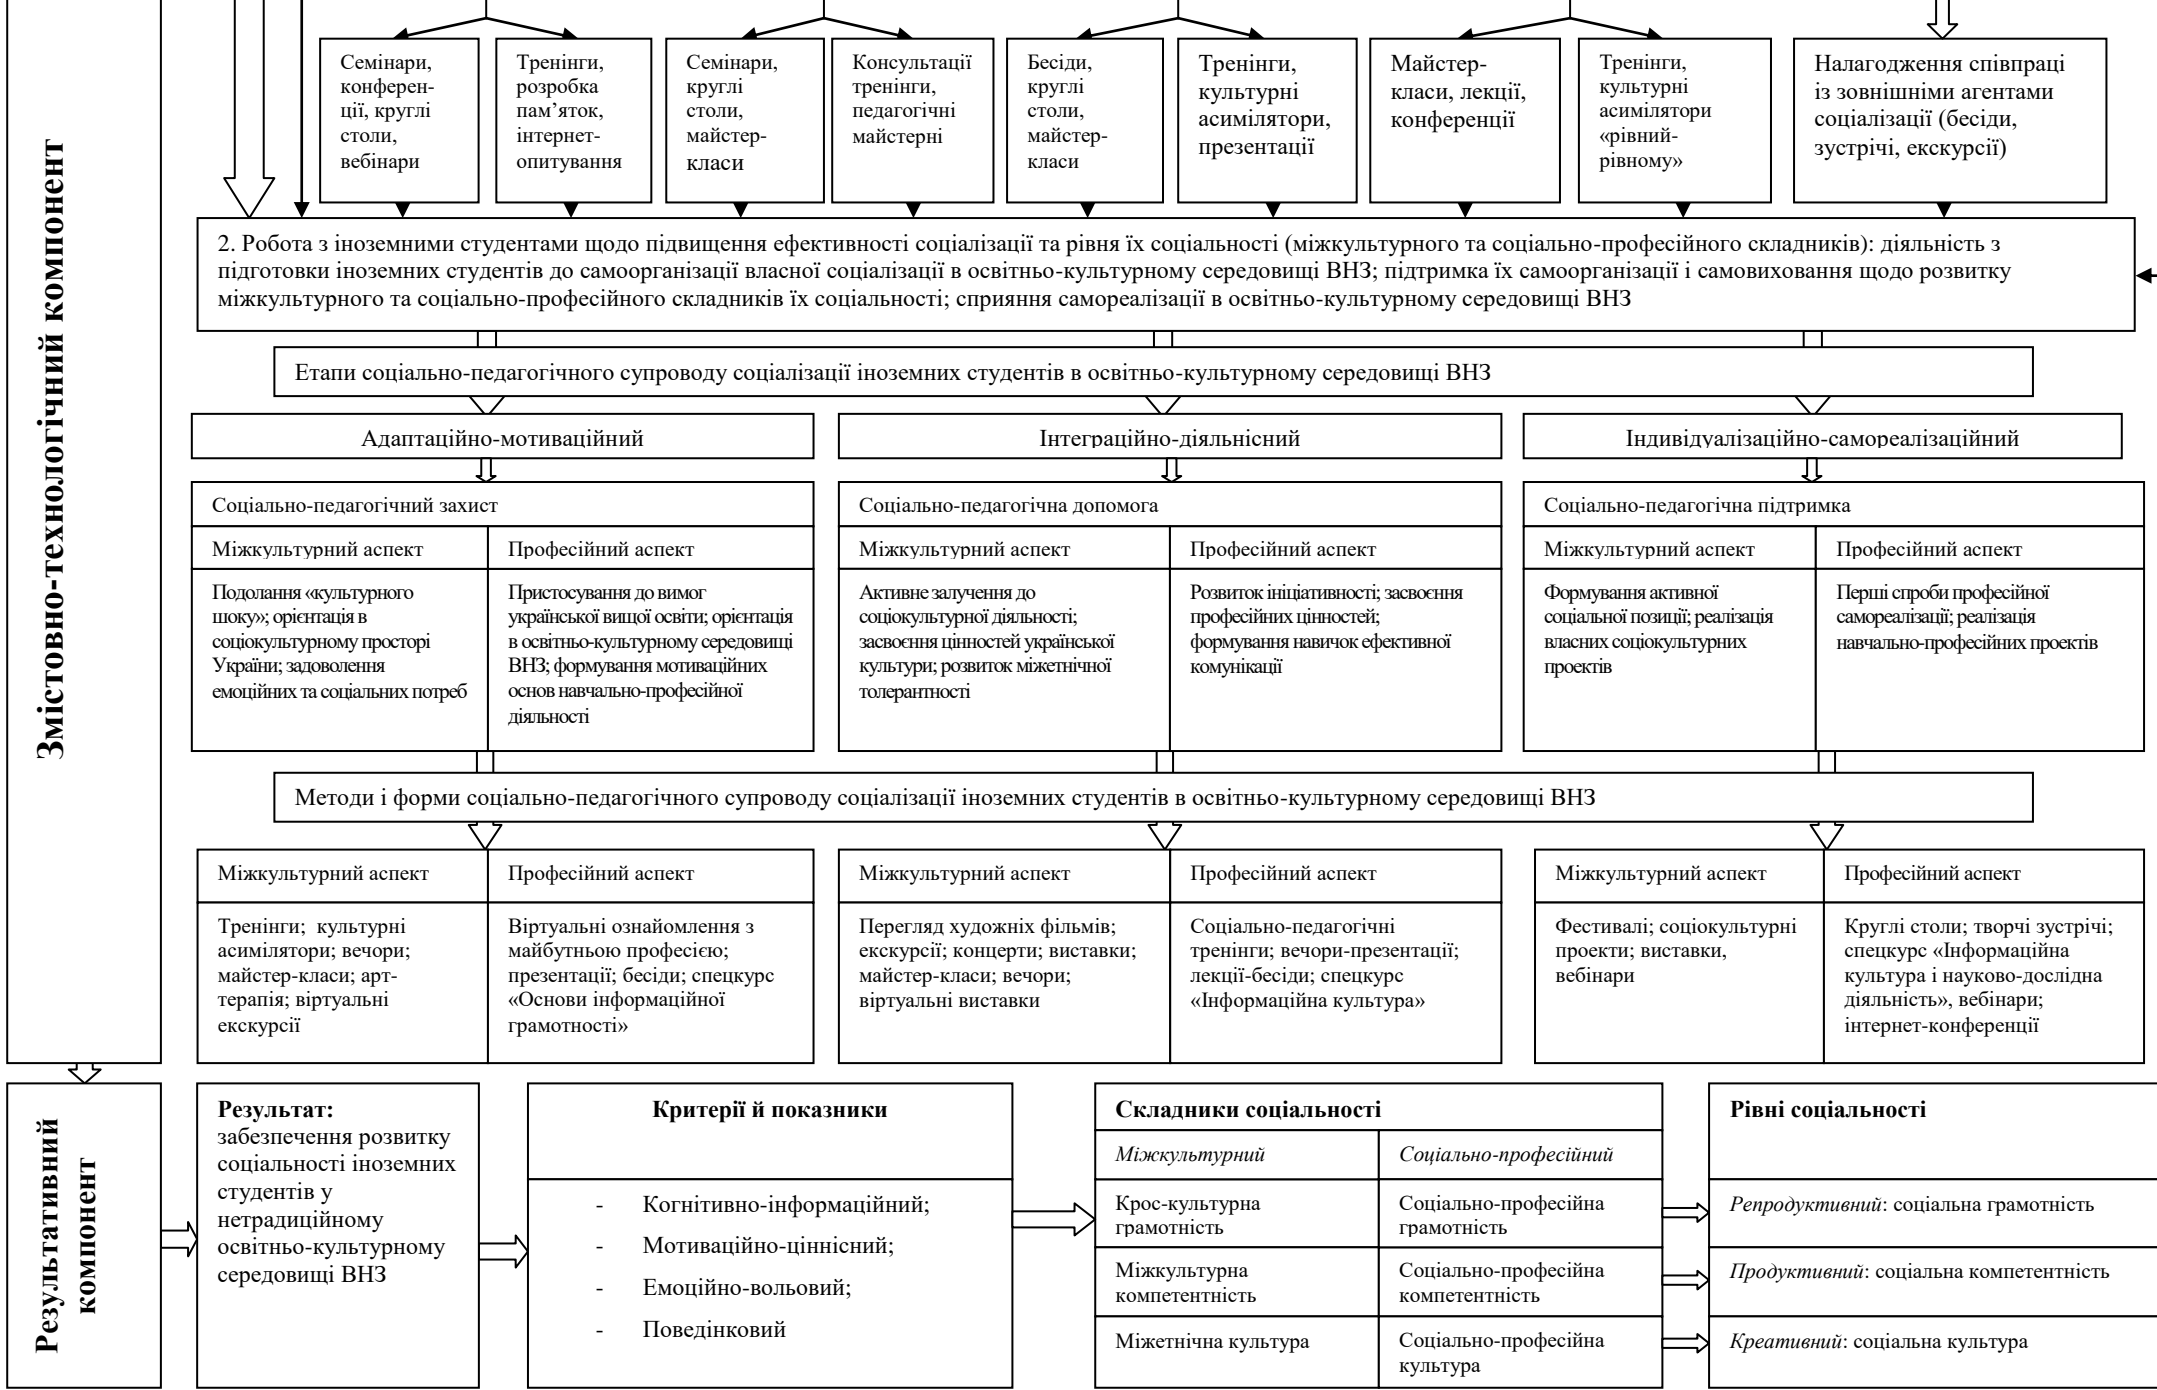 Змістовно-технологічний компонент
Семінари,
конферен-
ції, круглі
столи,
вебінари
Тренінги,
розробка
пам’яток,
інтернет-
опитування
Семінари,
круглі
столи,
майстер-
класи
Консультації
тренінги,
педагогічні
майстерні
Бесіди,
круглі
столи,
майстер-
класи
Тренінги,
культурні
асимілятори,
презентації
Майстер-
класи, лекції,
конференції
Тренінги,
культурні
асимілятори
«рівний-
рівному»
Налагодження співпраці
із зовнішніми агентами
соціалізації (бесіди,
зустрічі, екскурсії)
2. Робота з іноземними студентами щодо підвищення ефективності соціалізації та рівня їх соціальності (міжкультурного та соціально-професійного складників): діяльність з
підготовки іноземних студентів до самоорганізації власної соціалізації в освітньо-культурному середовищі ВНЗ; підтримка їх самоорганізації і самовиховання щодо розвитку
міжкультурного та соціально-професійного складників їх соціальності; сприяння самореалізації в освітньо-культурному середовищі ВНЗ
Етапи соціально-педагогічного супроводу соціалізації іноземних студентів в освітньо-культурному середовищі ВНЗ
Адаптаційно-мотиваційний
Інтеграційно-діяльнісний
Індивідуалізаційно-самореалізаційний
Соціально-педагогічний захист
Міжкультурний аспект
Професійний аспект
Подолання «культурного
шоку»; орієнтація в
соціокультурному просторі
України; задоволення
емоційних та соціальних потреб
Пристосування до вимог
української вищої освіти; орієнтація
в освітньо-культурному середовищі
ВНЗ; формування мотиваційних
основ навчально-професійної
діяльності
Соціально-педагогічна допомога
Міжкультурний аспект
Професійний аспект
Активне залучення до
соціокультурної діяльності;
засвоєння цінностей української
культури; розвиток міжетнічної
толерантності
Розвиток ініціативності; засвоєння
професійних цінностей;
формування навичок ефективної
комунікації
Соціально-педагогічна підтримка
Міжкультурний аспект
Професійний аспект
Формування активної
соціальної позиції; реалізація
власних соціокультурних
проектів
Перші спроби професійної
самореалізації; реалізація
навчально-професійних проектів
Методи і форми соціально-педагогічного супроводу соціалізації іноземних студентів в освітньо-культурному середовищі ВНЗ
Міжкультурний аспект
Професійний аспект
Тренінги; культурні
асимілятори; вечори;
майстер-класи; арт-
терапія; віртуальні
екскурсії
Віртуальні ознайомлення з
майбутньою професією;
презентації; бесіди; спецкурс
«Основи інформаційної
грамотності»
Міжкультурний аспект
Професійний аспект
Перегляд художніх фільмів;
екскурсії; концерти; виставки;
майстер-класи; вечори;
віртуальні виставки
Соціально-педагогічні
тренінги; вечори-презентації;
лекції-бесіди; спецкурс
«Інформаційна культура»
Міжкультурний аспект
Професійний аспект
Фестивалі; соціокультурні
проекти; виставки,
вебінари
Круглі столи; творчі зустрічі;
спецкурс «Інформаційна
культура і науково-дослідна
діяльність», вебінари;
інтернет-конференції
Результативний
компонент
Результат:
забезпечення розвитку
соціальності іноземних
студентів у
нетрадиційному
освітньо-культурному
середовищі ВНЗ
Критерії й показники
- Когнітивно-інформаційний;
- Мотиваційно-ціннісний;
- Емоційно-вольовий;
- Поведінковий
Складники соціальності
Міжкультурний
Соціально-професійний
Крос-культурна
грамотність
Соціально-професійна
грамотність
Міжкультурна
компетентність
Соціально-професійна
компетентність
Міжетнічна культура
Соціально-професійна
культура
Рівні соціальності
Репродуктивний: соціальна грамотність
Продуктивний: соціальна компетентність
Креативний: соціальна культура